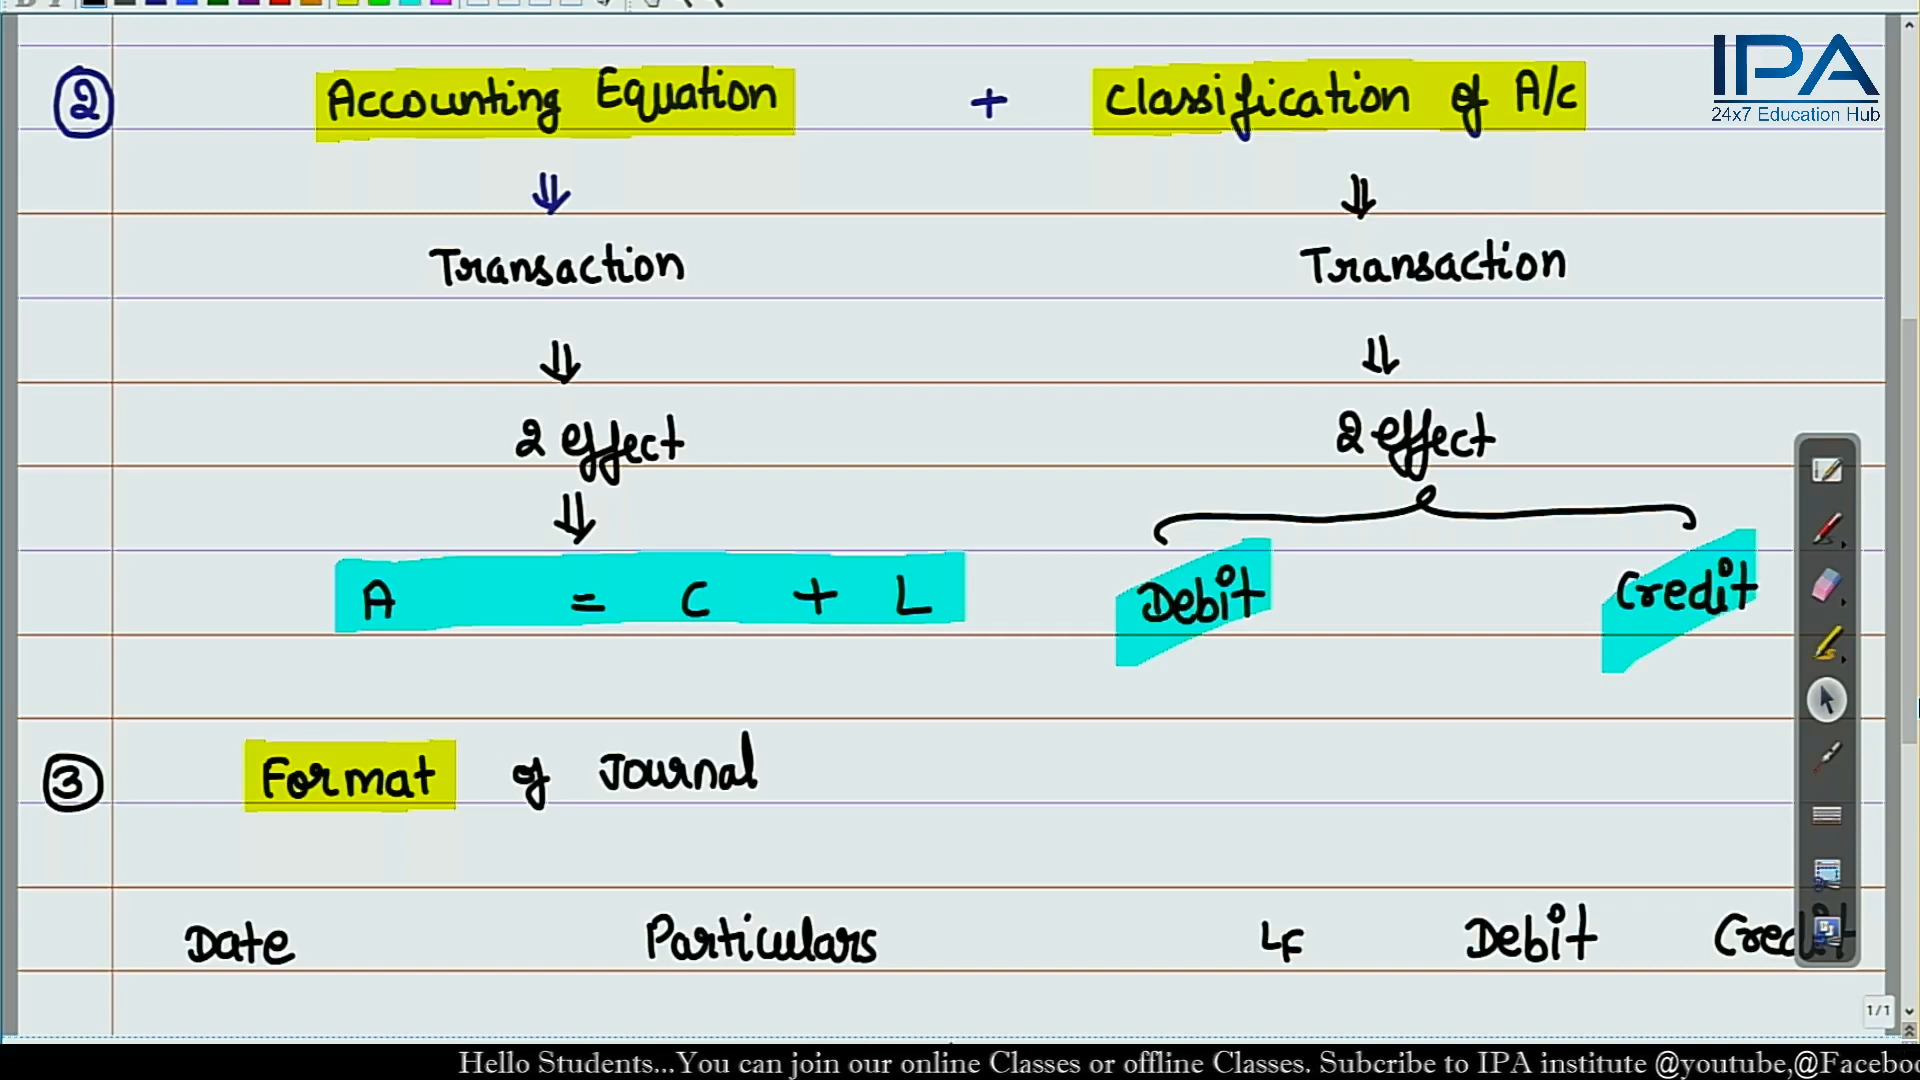 IPA
24x7 Education Hub
② Accounting Equation + Classification of A/c
⇓ ⇓
Transaction Transaction
⇓ ⇓
2 effect 2 effect
⇓
A = C + L Debit Credit
③ Format of Journal
Date Particulars LF Debit Credit
1/1
Hello Students...You can join our online Classes or offline Classes. Subcribe to IPA institute @youtube,@Facebo